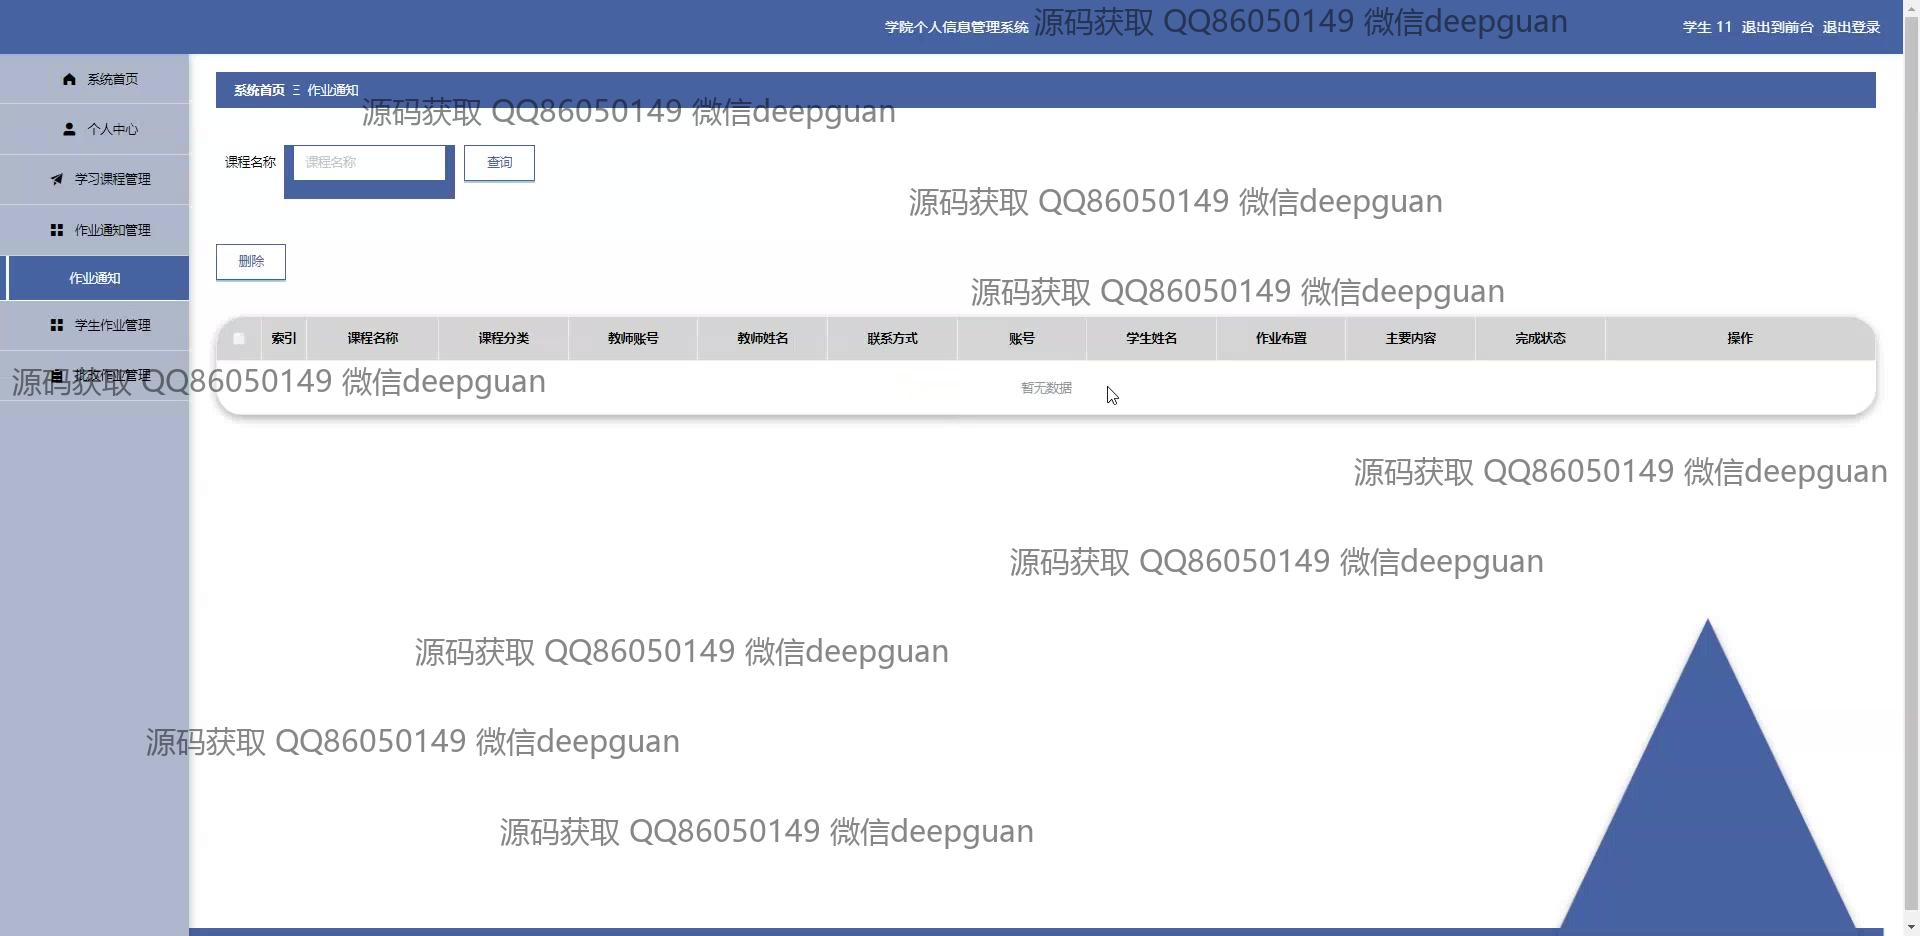 学院个人信息管理系统 源码获取 QQ86050149 微信deepguan 学生 11 退出到前台 退出登录
系统首页
系统首页 Ξ 作业通知
源码获取 QQ86050149 微信deepguan
个人中心
课程名称 课程名称 查询
学习课程管理
源码获取 QQ86050149 微信deepguan
作业通知管理
删除
作业通知
源码获取 QQ86050149 微信deepguan
学生作业管理
索引 课程名称 课程分类 教师账号 教师姓名 联系方式 账号 学生姓名 作业布置 主要内容 完成状态 操作
批改作业管理
源码获取 QQ86050149 微信deepguan
暂无数据
源码获取 QQ86050149 微信deepguan
源码获取 QQ86050149 微信deepguan
源码获取 QQ86050149 微信deepguan
源码获取 QQ86050149 微信deepguan
源码获取 QQ86050149 微信deepguan